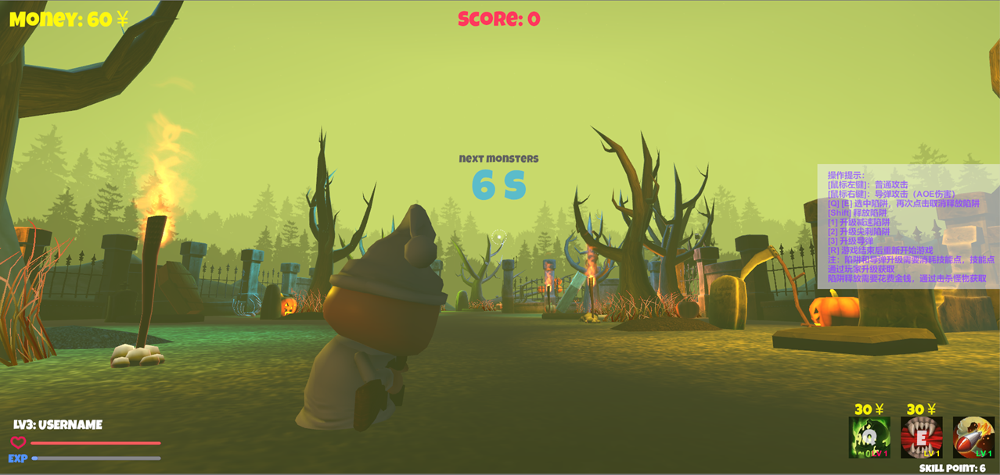 Money: 60 ¥
Score: 0
next monsters
6 S
操作提示:
[鼠标左键]: 普通攻击
[鼠标右键]: 导弹攻击（AOE伤害）
[Q] [E] 选中陷阱，再次点击取消释放陷阱
[Shift] 释放陷阱
[1] 升级减速陷阱
[2] 升级尖刺陷阱
[3] 升级导弹
[R] 游戏结束后重新开始游戏
注：陷阱和导弹升级需要消耗技能点，技能点
通过玩家升级获取
陷阱释放需要花费金钱，通过击杀怪物获取
LV3: USERNAME
EXP
30 ¥
30 ¥
Q
E
LV 1
LV 1
LV 1
SKILL POINT: 6